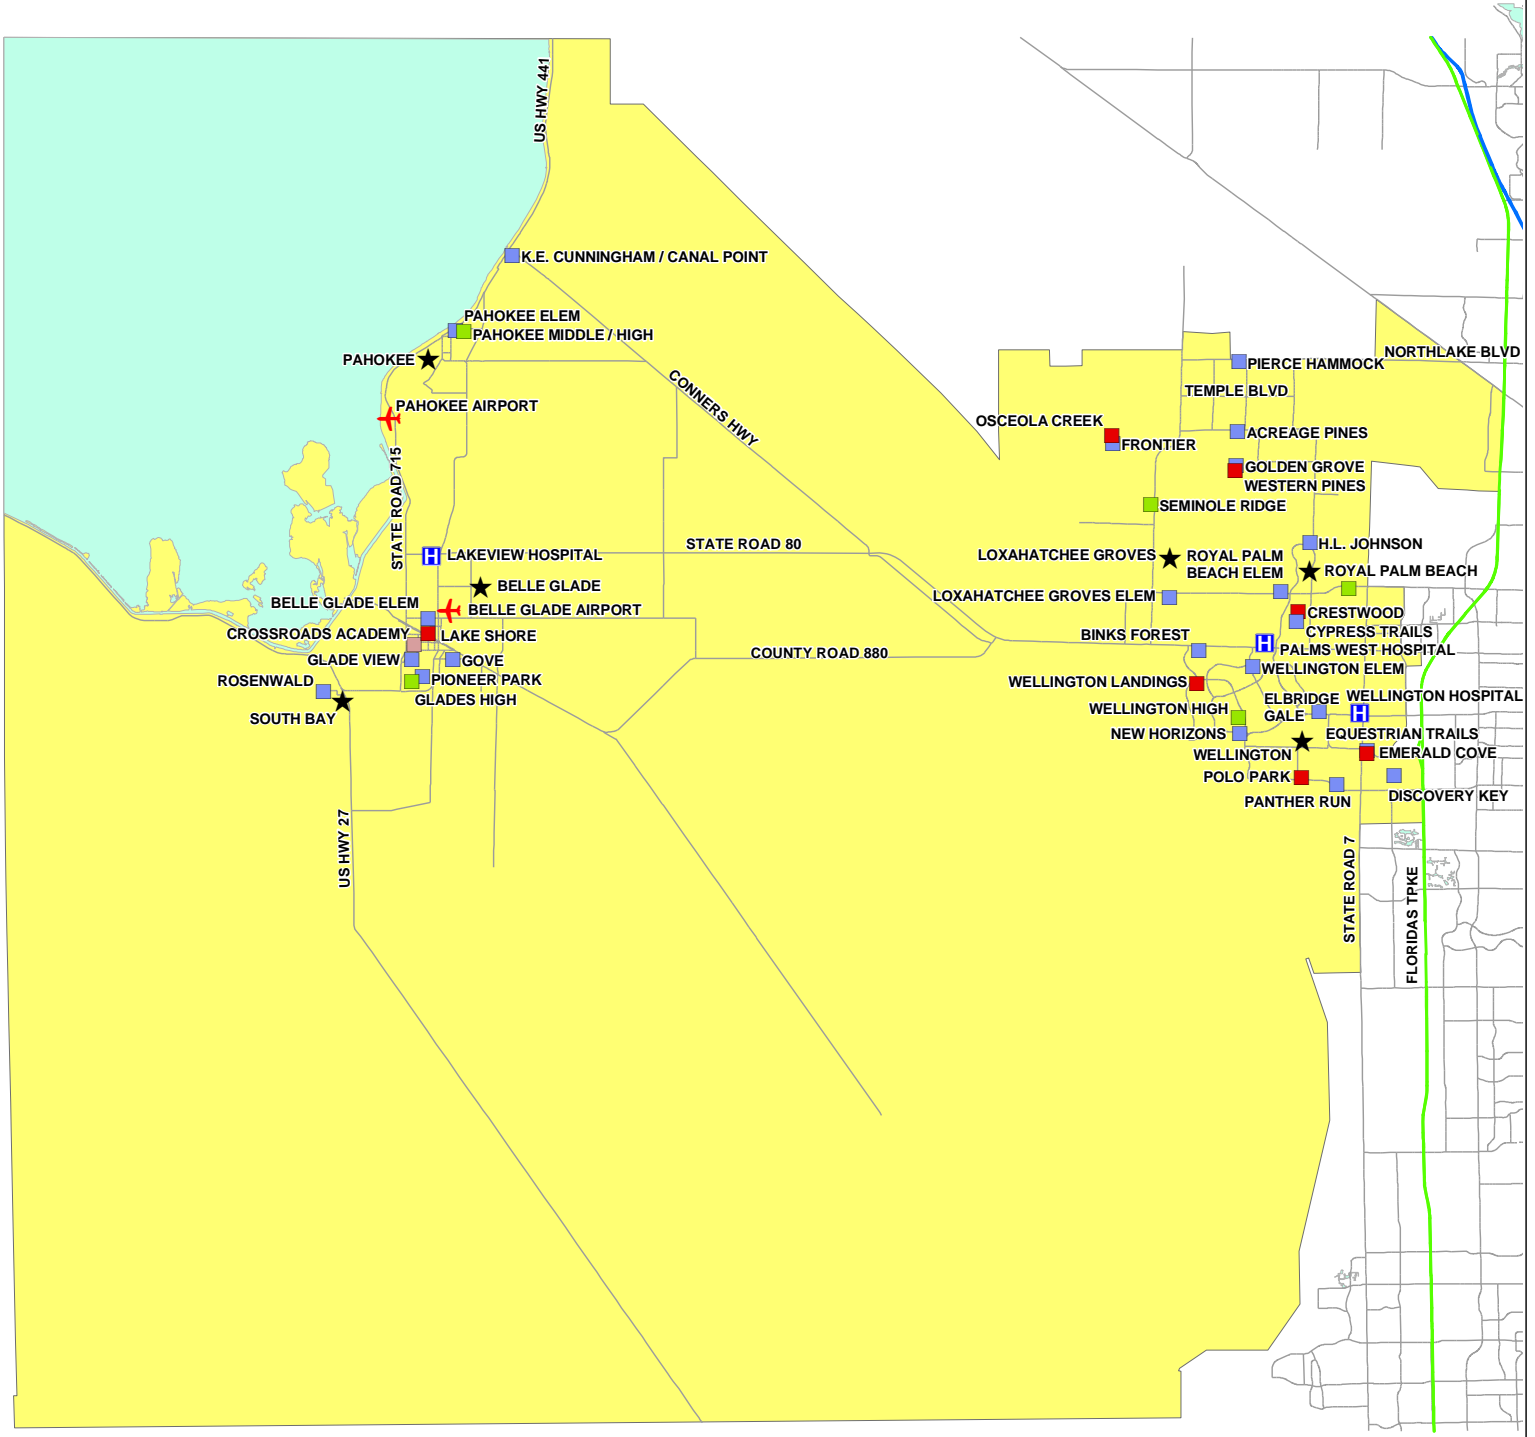 US HWY 441
K.E. CUNNINGHAM / CANAL POINT
PAHOKEE ELEM
PAHOKEE MIDDLE / HIGH
PAHOKEE
NORTHLAKE BLVD
PIERCE HAMMOCK
CONNERS HWY
TEMPLE BLVD
PAHOKEE AIRPORT
OSCEOLA CREEK
ACREAGE PINES
FRONTIER
STATE ROAD 715
GOLDEN GROVE
WESTERN PINES
SEMINOLE RIDGE
STATE ROAD 80
H.L. JOHNSON
LAKEVIEW HOSPITAL
H
LOXAHATCHEE GROVES
ROYAL PALM
BEACH ELEM
ROYAL PALM BEACH
BELLE GLADE
LOXAHATCHEE GROVES ELEM
BELLE GLADE ELEM
BELLE GLADE AIRPORT
CRESTWOOD
CROSSROADS ACADEMY
LAKE SHORE
BINKS FOREST
CYPRESS TRAILS
H
PALMS WEST HOSPITAL
COUNTY ROAD 880
GLADE VIEW
GOVE
WELLINGTON ELEM
ROSENWALD
PIONEER PARK
WELLINGTON LANDINGS
GLADES HIGH
ELBRIDGE
GALE
WELLINGTON HOSPITAL
H
SOUTH BAY
WELLINGTON HIGH
NEW HORIZONS
EQUESTRIAN TRAILS
WELLINGTON
EMERALD COVE
POLO PARK
PANTHER RUN
DISCOVERY KEY
US HWY 27
STATE ROAD 7
FLORIDAS TPKE